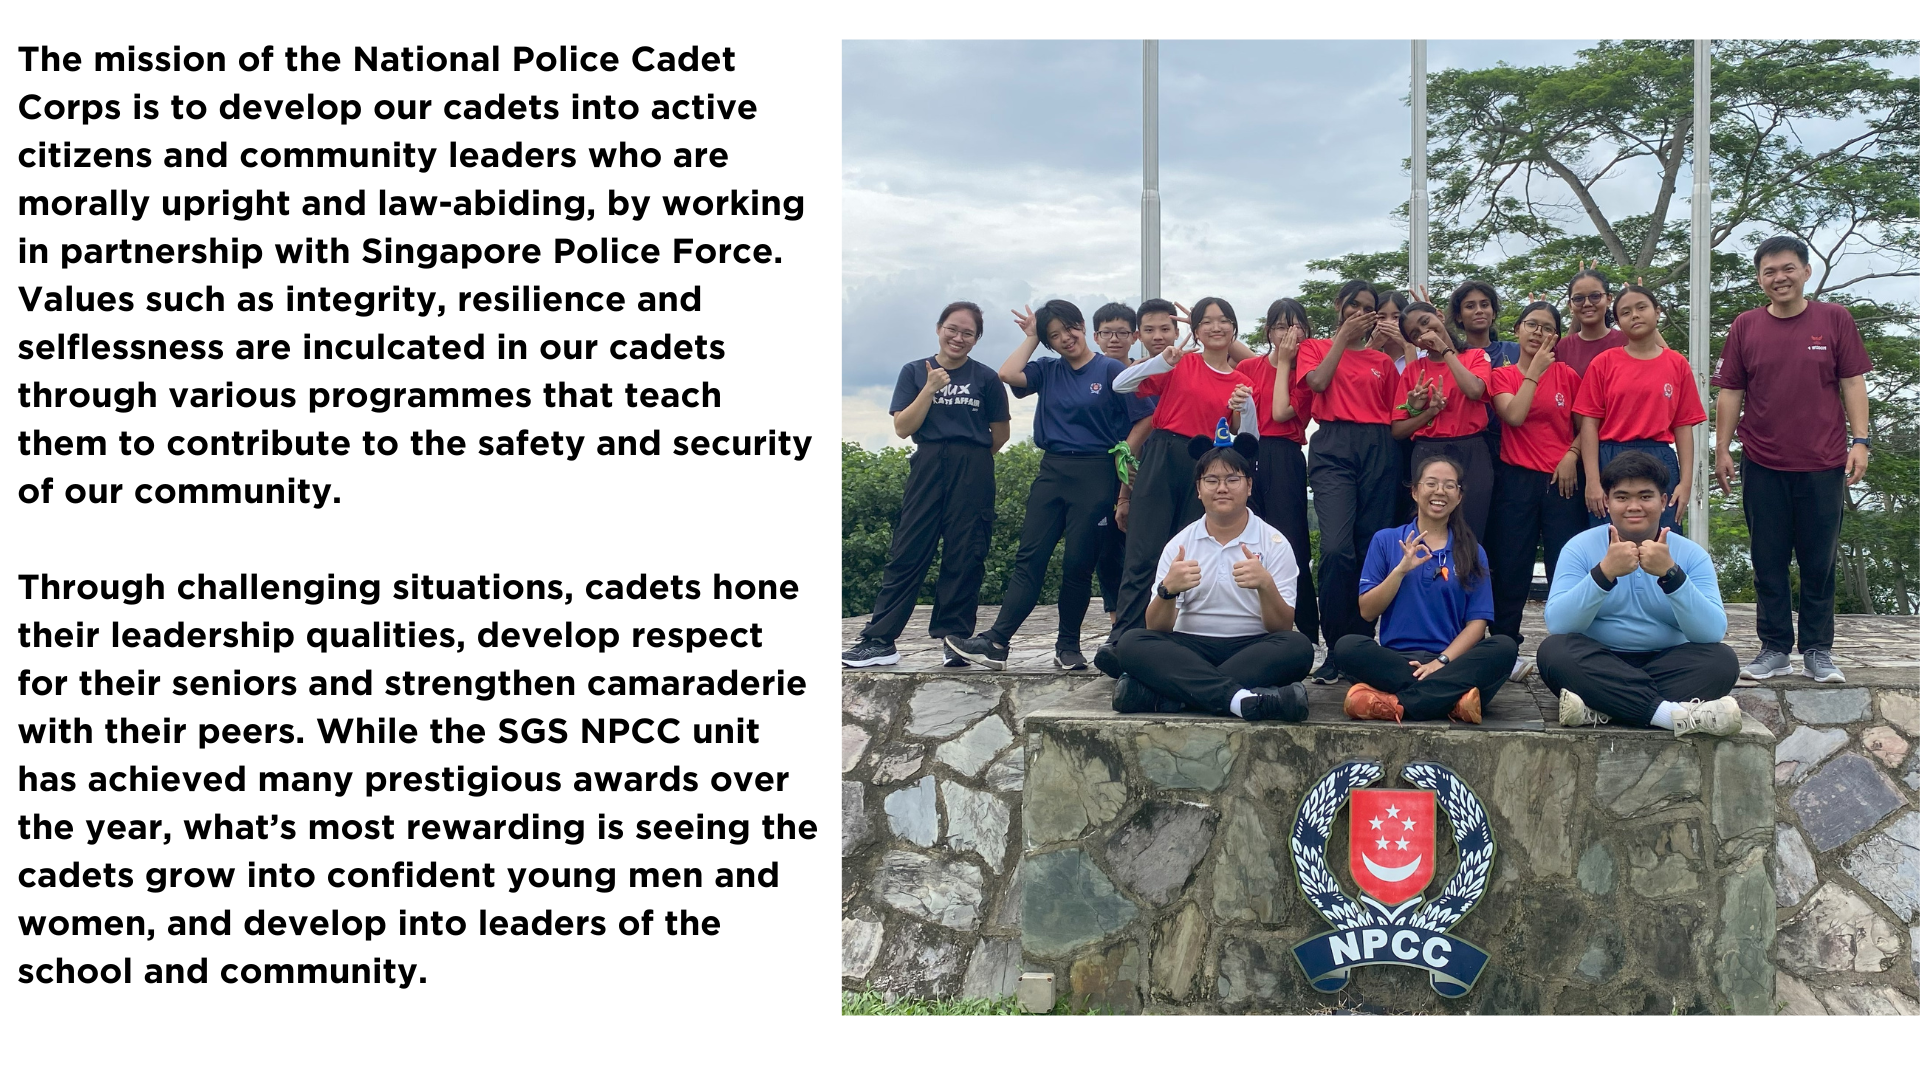 The mission of the National Police Cadet
Corps is to develop our cadets into active
citizens and community leaders who are
morally upright and law-abiding, by working
in partnership with Singapore Police Force.
Values such as integrity, resilience and
selflessness are inculcated in our cadets
through various programmes that teach
them to contribute to the safety and security
of our community.
Through challenging situations, cadets hone
their leadership qualities, develop respect
for their seniors and strengthen camaraderie
with their peers. While the SGS NPCC unit
has achieved many prestigious awards over
the year, what’s most rewarding is seeing the
cadets grow into confident young men and
women, and develop into leaders of the
school and community.
NPCC